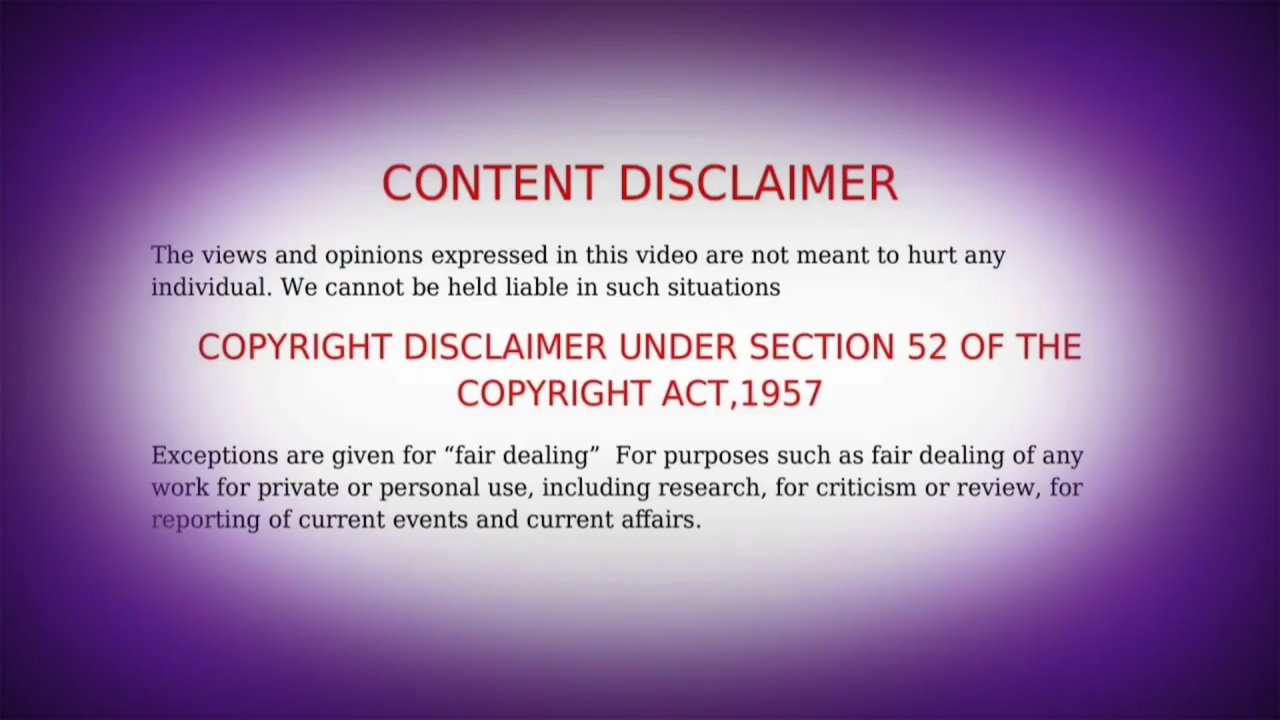 CONTENT DISCLAIMER
The views and opinions expressed in this video are not meant to hurt any
individual. We cannot be held liable in such situations
COPYRIGHT DISCLAIMER UNDER SECTION 52 OF THE
COPYRIGHT ACT,1957
Exceptions are given for “fair dealing”  For purposes such as fair dealing of any
work for private or personal use, including research, for criticism or review, for
reporting of current events and current affairs.